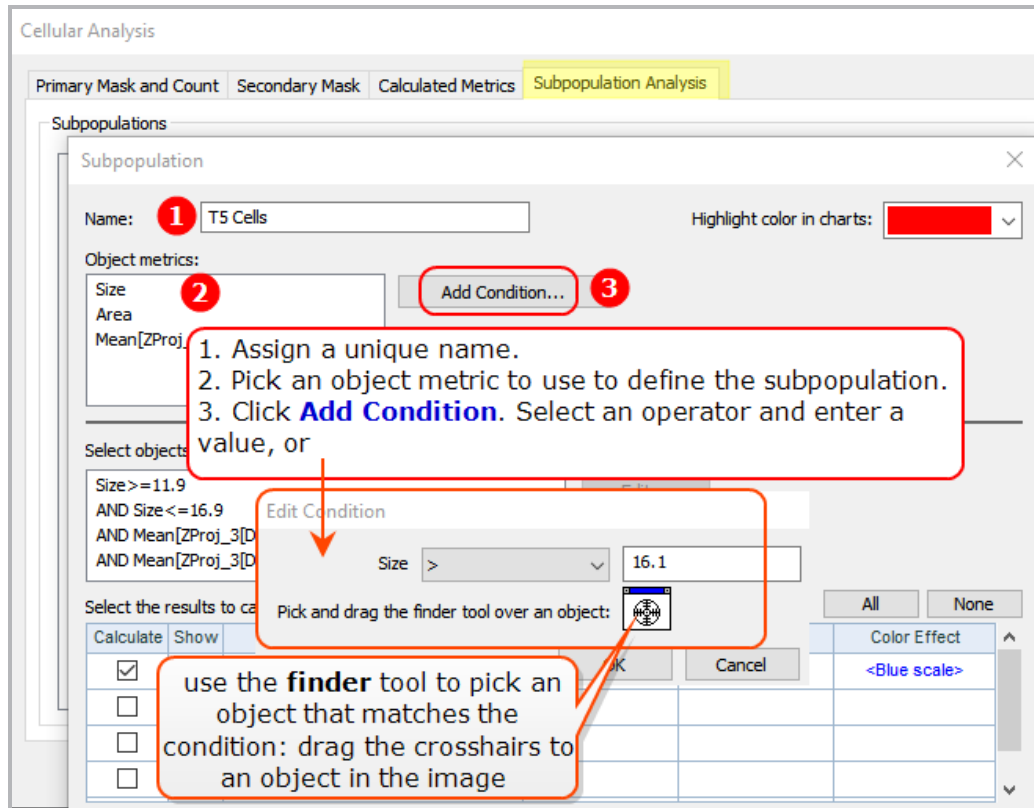 Cellular Analysis
Primary Mask and Count Secondary Mask Calculated Metrics Subpopulation Analysis
Subpopulations
Subpopulation
Name: 1 T5 Cells Highlight color in charts:
Object metrics:
Size 2 Add Condition... 3
Area
Mean[ZProj_
1. Assign a unique name.
2. Pick an object metric to use to define the subpopulation.
3. Click Add Condition. Select an operator and enter a
value, or
Select objects
Size>=11.9
AND Size<=16.9
AND Mean[ZProj_3[D
AND Mean[ZProj_3[D
Edit Condition
Size > 16.1
Pick and drag the finder tool over an object:
Select the results to ca All None
Calculate Show Color Effect
OK Cancel
<Blue scale>
use the finder tool to pick an
object that matches the
condition: drag the crosshairs to
an object in the image